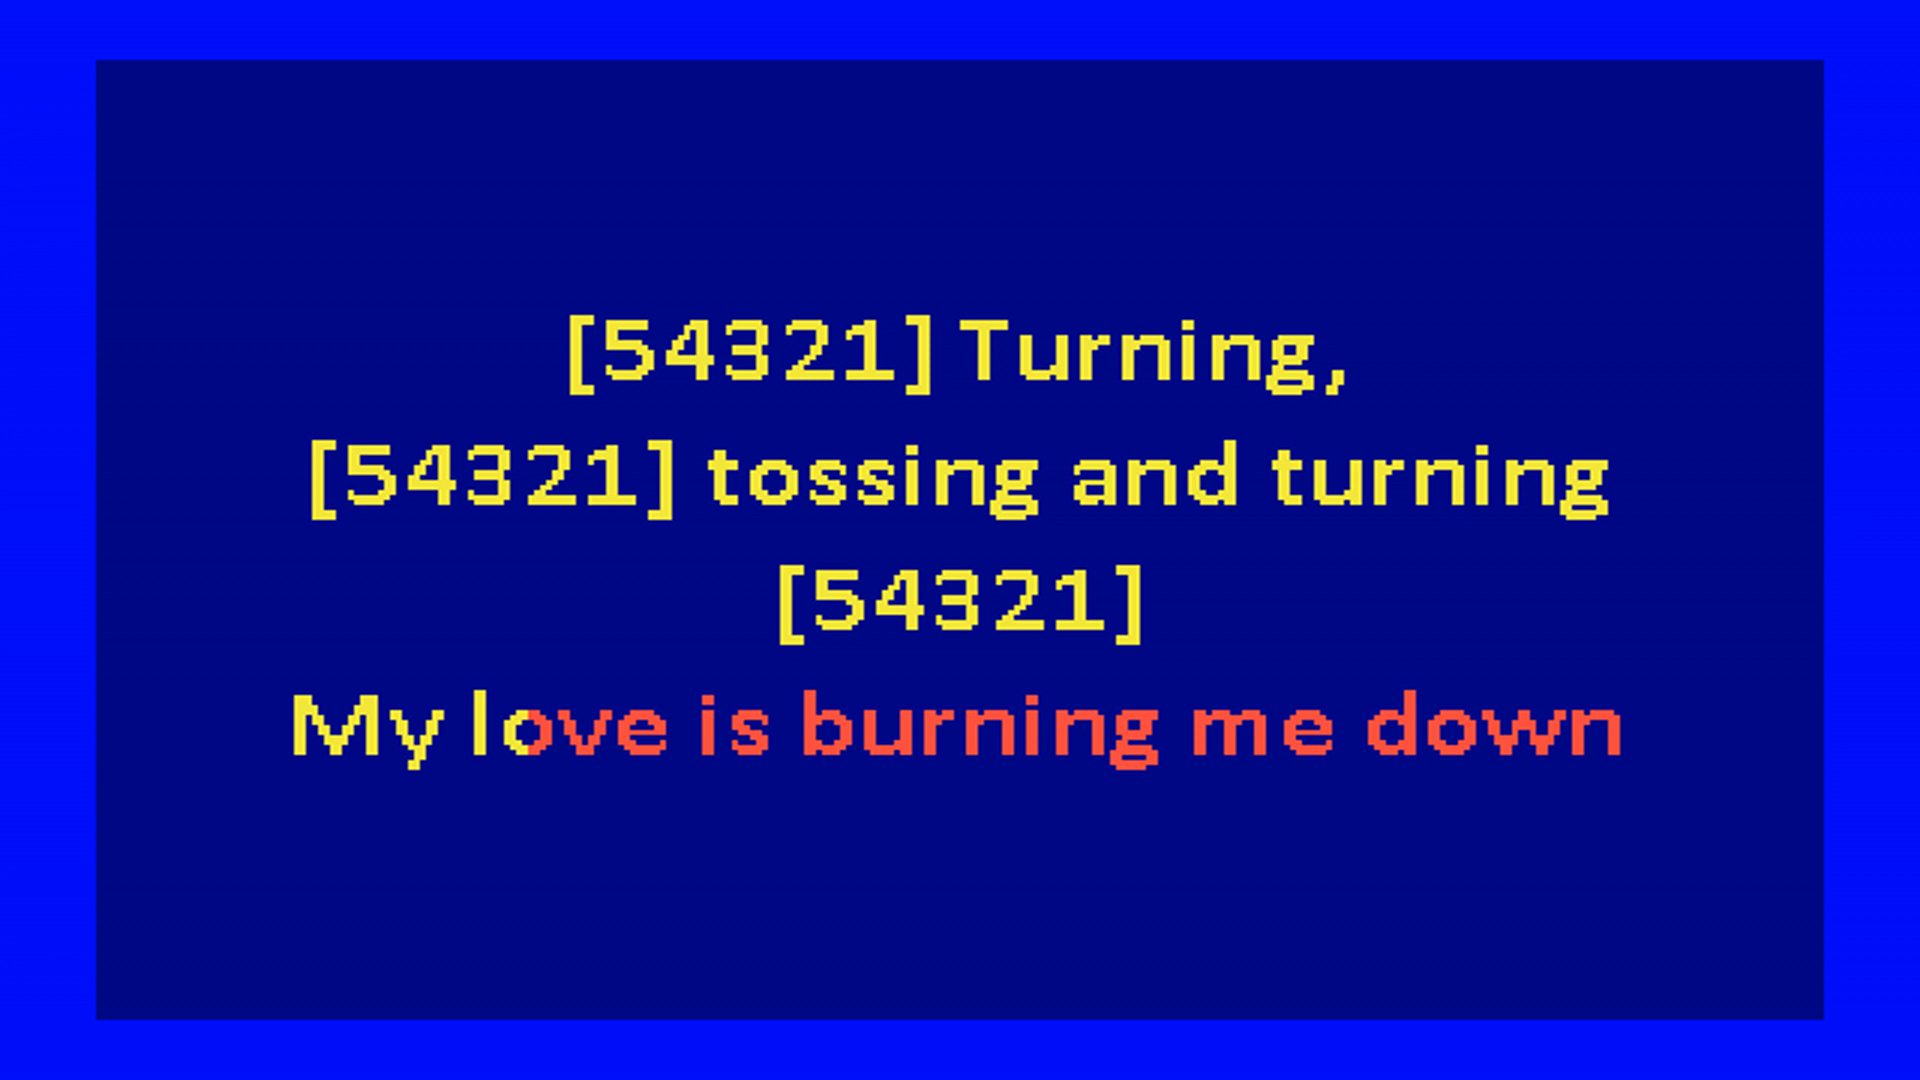 [54321] Turning,
[54321] tossing and turning
[54321]
My love is burning me down